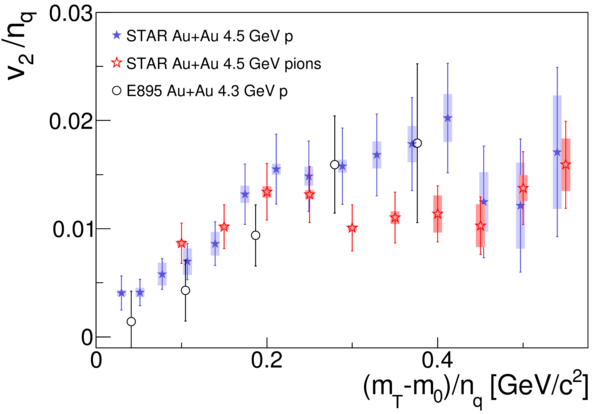 v2/nq
0.03
STAR Au+Au 4.5 GeV p
STAR Au+Au 4.5 GeV pions
E895 Au+Au 4.3 GeV p
0.02
0.01
0
0 0.2 0.4 0.6
(mT-m0)/nq [GeV/c2]